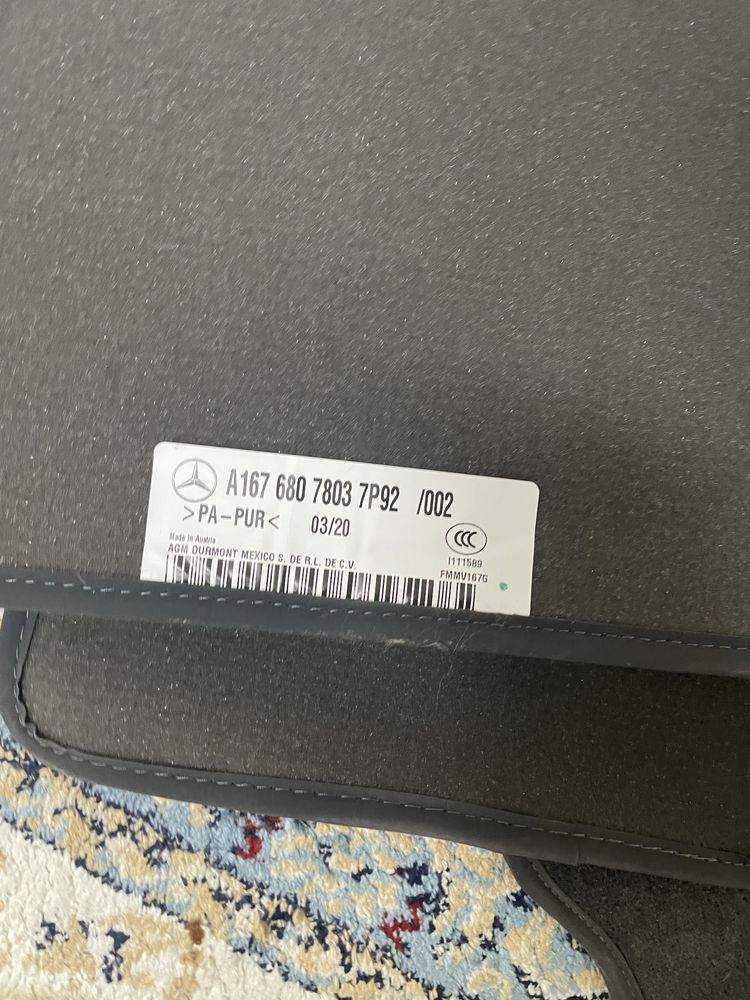 A167 680 7803 7P92 /002
>PA-PUR< 03/20
CCC
Made in Austria
I111589
AGM DURMONT MEXICO S. DE R.L. DE C.V.
FMMV167G